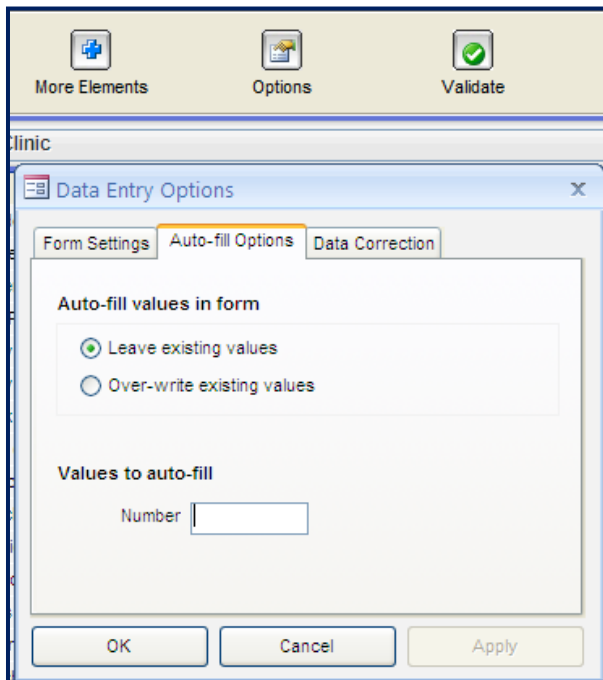 More Elements Options Validate
Clinic
Data Entry Options
Form Settings Auto-fill Options Data Correction
Auto-fill values in form
Leave existing values
Over-write existing values
Values to auto-fill
Number
OK Cancel Apply